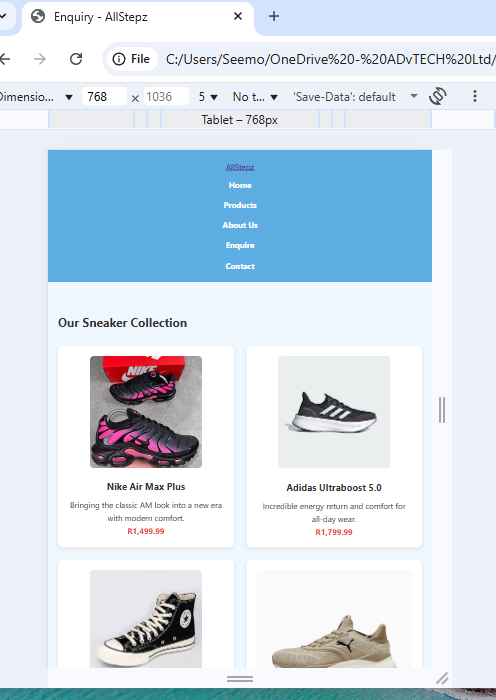 Enquiry - AllStepz
File C:/Users/Seemo/OneDrive%20-%20ADvTECH%20Ltd/
Dimensio... 768 × 1036 5 No t... 'Save-Data': default
Tablet – 768px
AllStepz
Home
Products
About Us
Enquire
Contact
Our Sneaker Collection
NIKE
Nike Air Max Plus
Bringing the classic AM look into a new era
with modern comfort.
R1,499.99
Adidas Ultraboost 5.0
Incredible energy return and comfort for
all-day wear.
R1,799.99